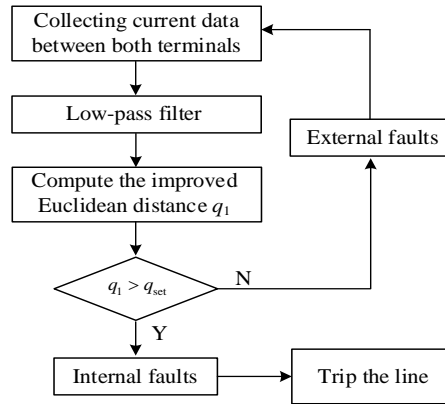 Collecting current data
between both terminals
Low-pass filter
External faults
Compute the improved
Euclidean distance q₁
q₁ > q_set
N
Y
Internal faults
Trip the line